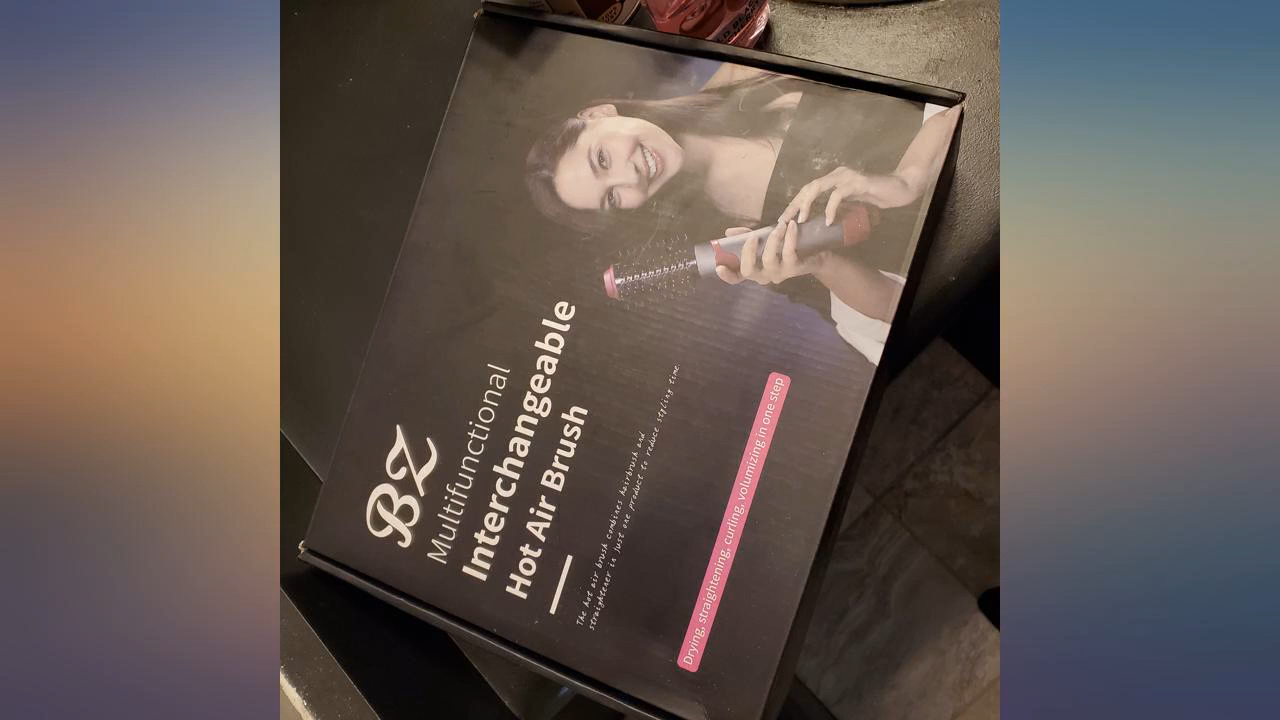 BZ
Multifunctional
Interchangeable
Hot Air Brush
The hot air brush combines hairbrush and
straightener in just one product to reduce styling time.
Drying, straightening, curling, volumizing in one step